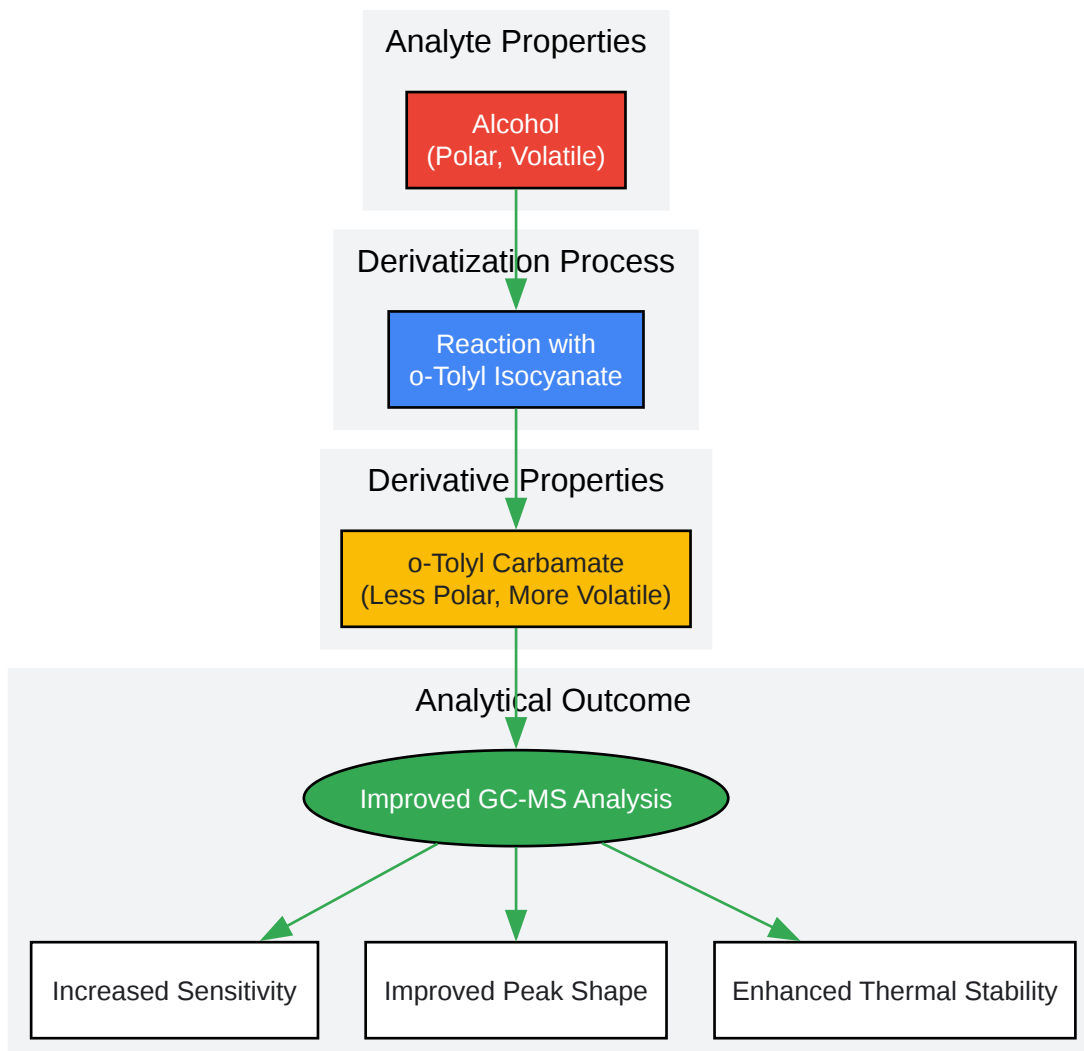 Analyte Properties
Alcohol
(Polar, Volatile)
Derivatization Process
Reaction with
o-Tolyl Isocyanate
Derivative Properties
o-Tolyl Carbamate
(Less Polar, More Volatile)
Analytical Outcome
Improved GC-MS Analysis
Increased Sensitivity
Improved Peak Shape
Enhanced Thermal Stability